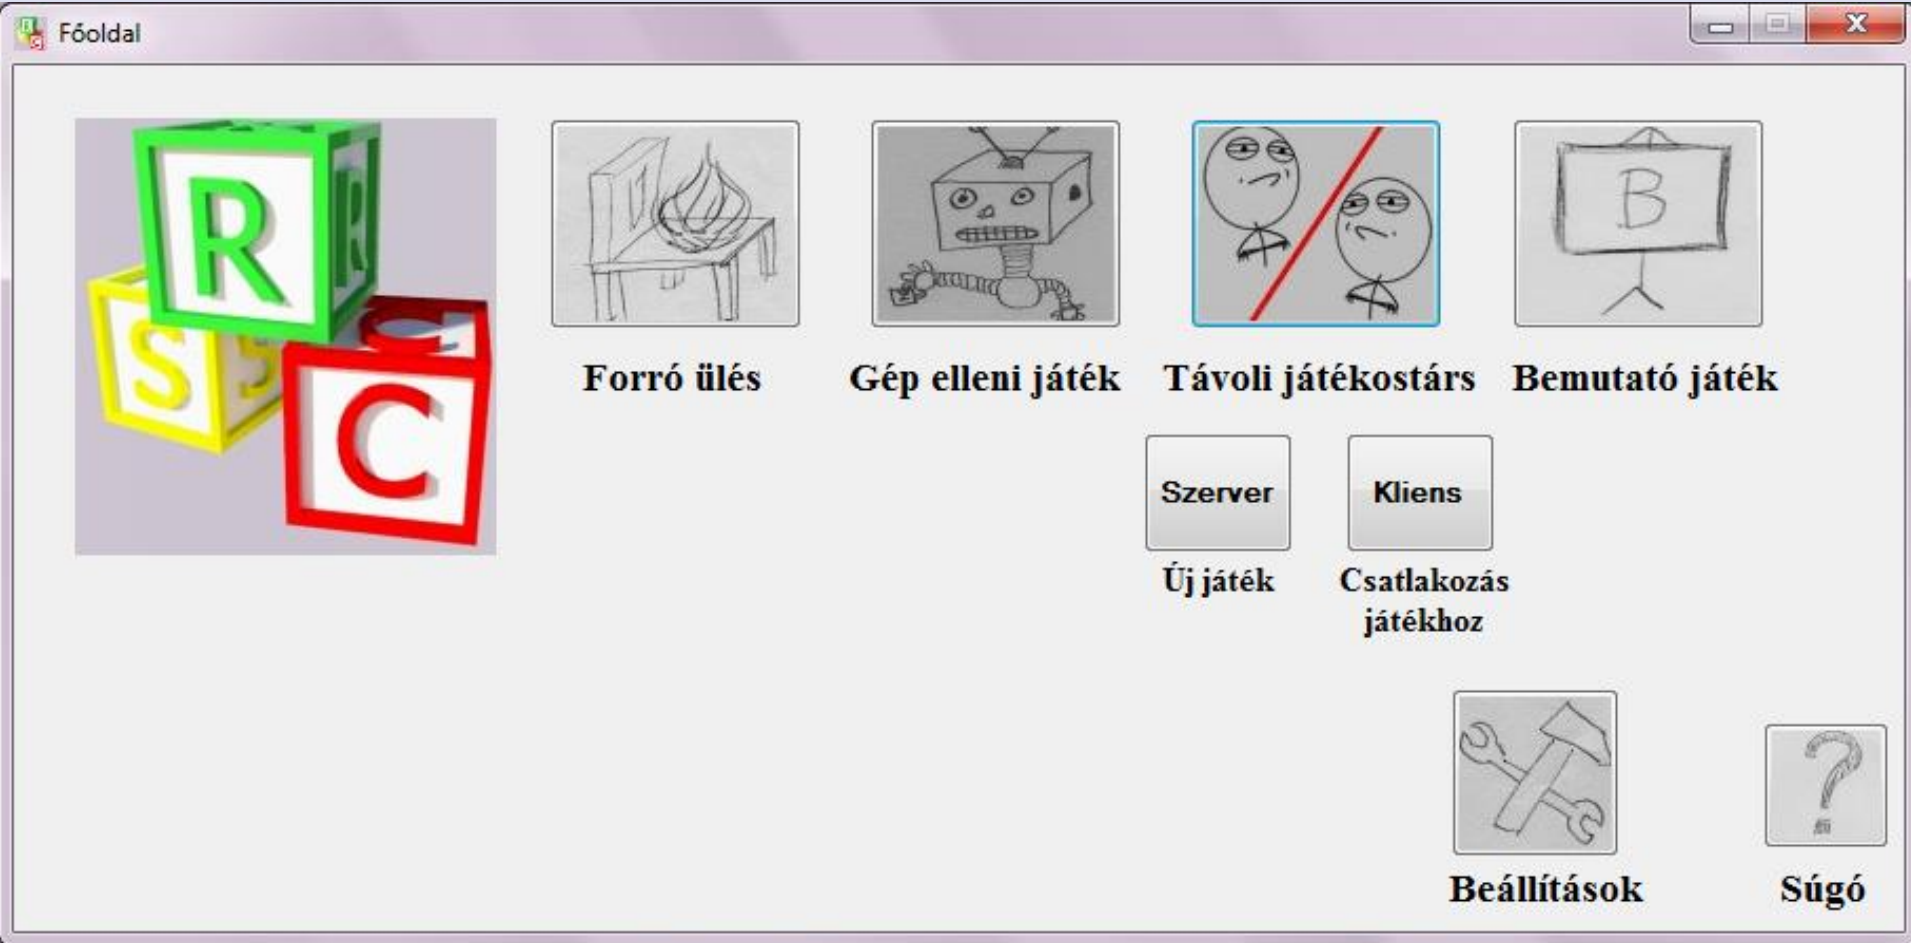 Főoldal
R R
S S
C C
B
Forró ülés Gép elleni játék Távoli játékostárs Bemutató játék
Szerver Kliens
Új játék Csatlakozás
játékhoz
?
Beállítások Súgó